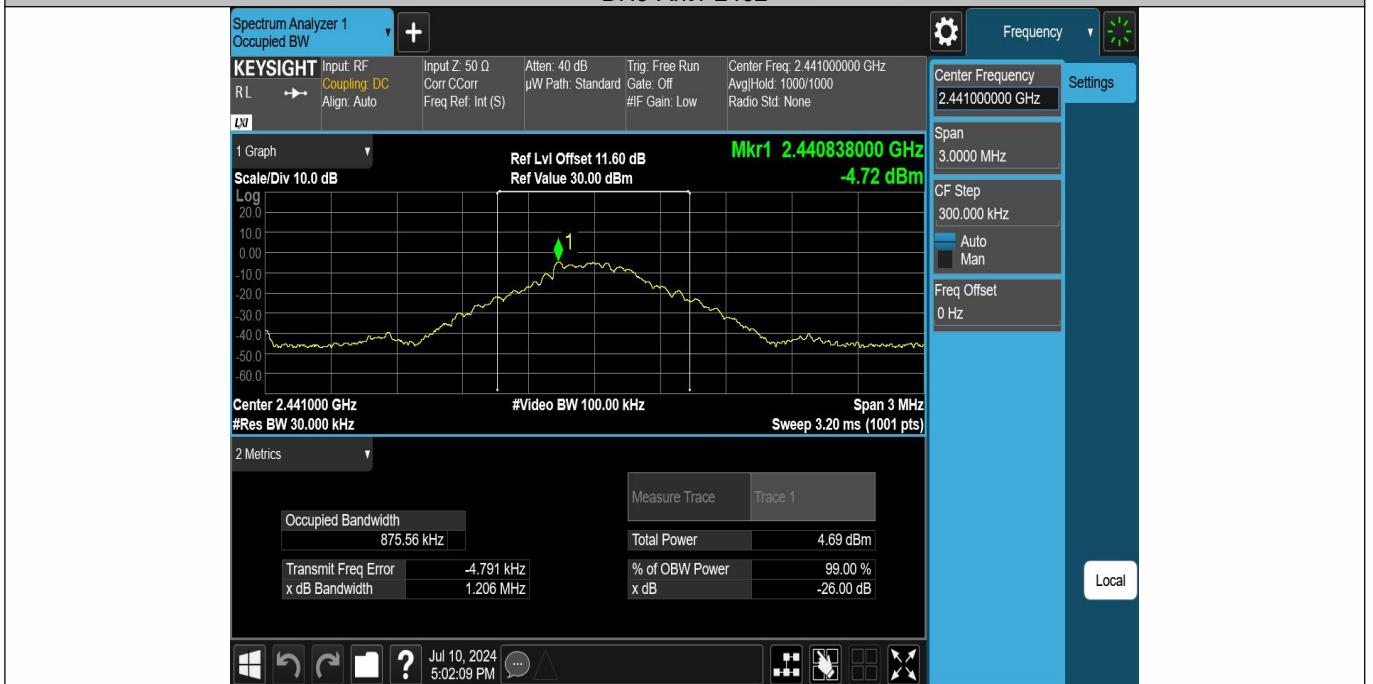 Spectrum Analyzer 1
Occupied BW
Frequency
KEYSIGHT
Input: RF
Input Z: 50 Ω
Atten: 40 dB
Trig: Free Run
Center Freq: 2.441000000 GHz
R L
Coupling: DC
Corr CCorr
µW Path: Standard
Gate: Off
Avg|Hold: 1000/1000
Align: Auto
Freq Ref: Int (S)
#IF Gain: Low
Radio Std: None
LXI
Center Frequency
2.441000000 GHz
Settings
Span
3.0000 MHz
CF Step
300.000 kHz
Auto
Man
Freq Offset
0 Hz
Local
1 Graph
Ref Lvl Offset 11.60 dB
Mkr1 2.440838000 GHz
Scale/Div 10.0 dB
Ref Value 30.00 dBm
-4.72 dBm
Log
20.0
10.0
0.00
-10.0
-20.0
-30.0
-40.0
-50.0
-60.0
1
Center 2.441000 GHz
#Video BW 100.00 kHz
Span 3 MHz
#Res BW 30.000 kHz
Sweep 3.20 ms (1001 pts)
2 Metrics
Measure Trace
Trace 1
Occupied Bandwidth
875.56 kHz
Total Power
4.69 dBm
Transmit Freq Error
-4.791 kHz
% of OBW Power
99.00 %
x dB Bandwidth
1.206 MHz
x dB
-26.00 dB
?
Jul 10, 2024
5:02:09 PM